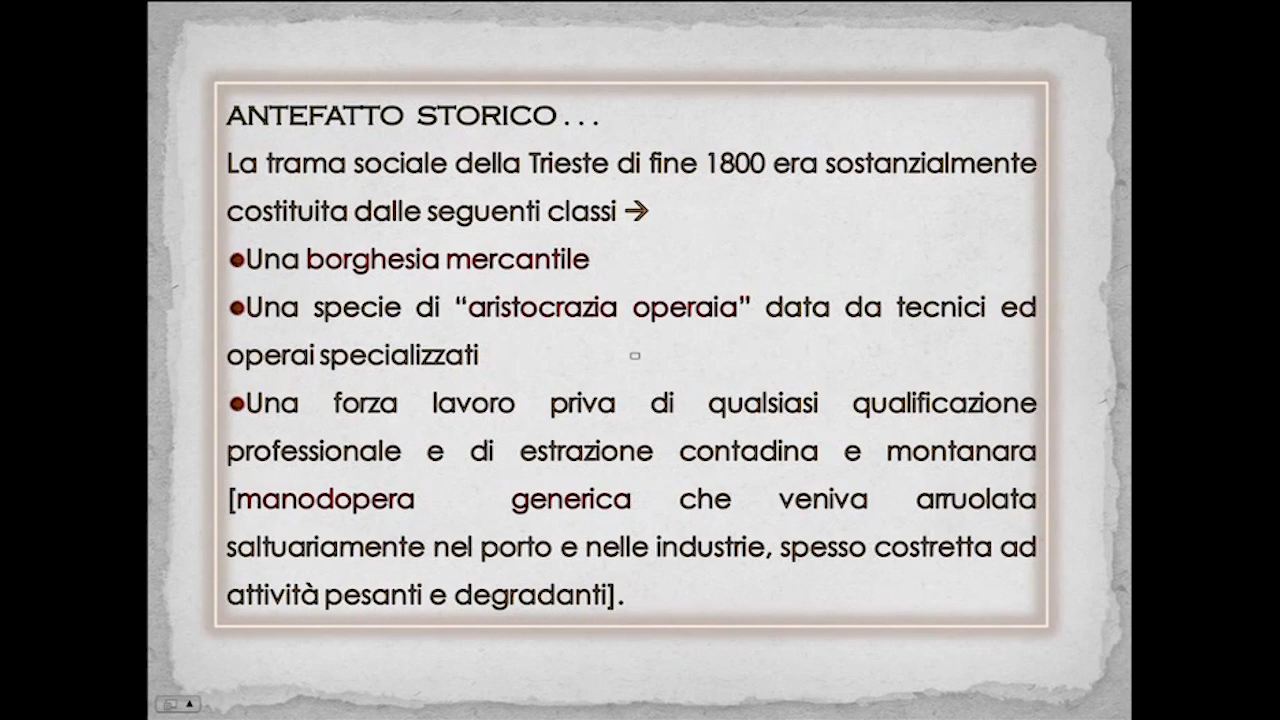 ANTEFATTO STORICO...
La trama sociale della Trieste di fine 1800 era sostanzialmente
costituita dalle seguenti classi →
●Una borghesia mercantile
●Una specie di “aristocrazia operaia” data da tecnici ed
operai specializzati
●Una forza lavoro priva di qualsiasi qualificazione
professionale e di estrazione contadina e montanara
[manodopera generica che veniva arruolata
saltuariamente nel porto e nelle industrie, spesso costretta ad
attività pesanti e degradanti].